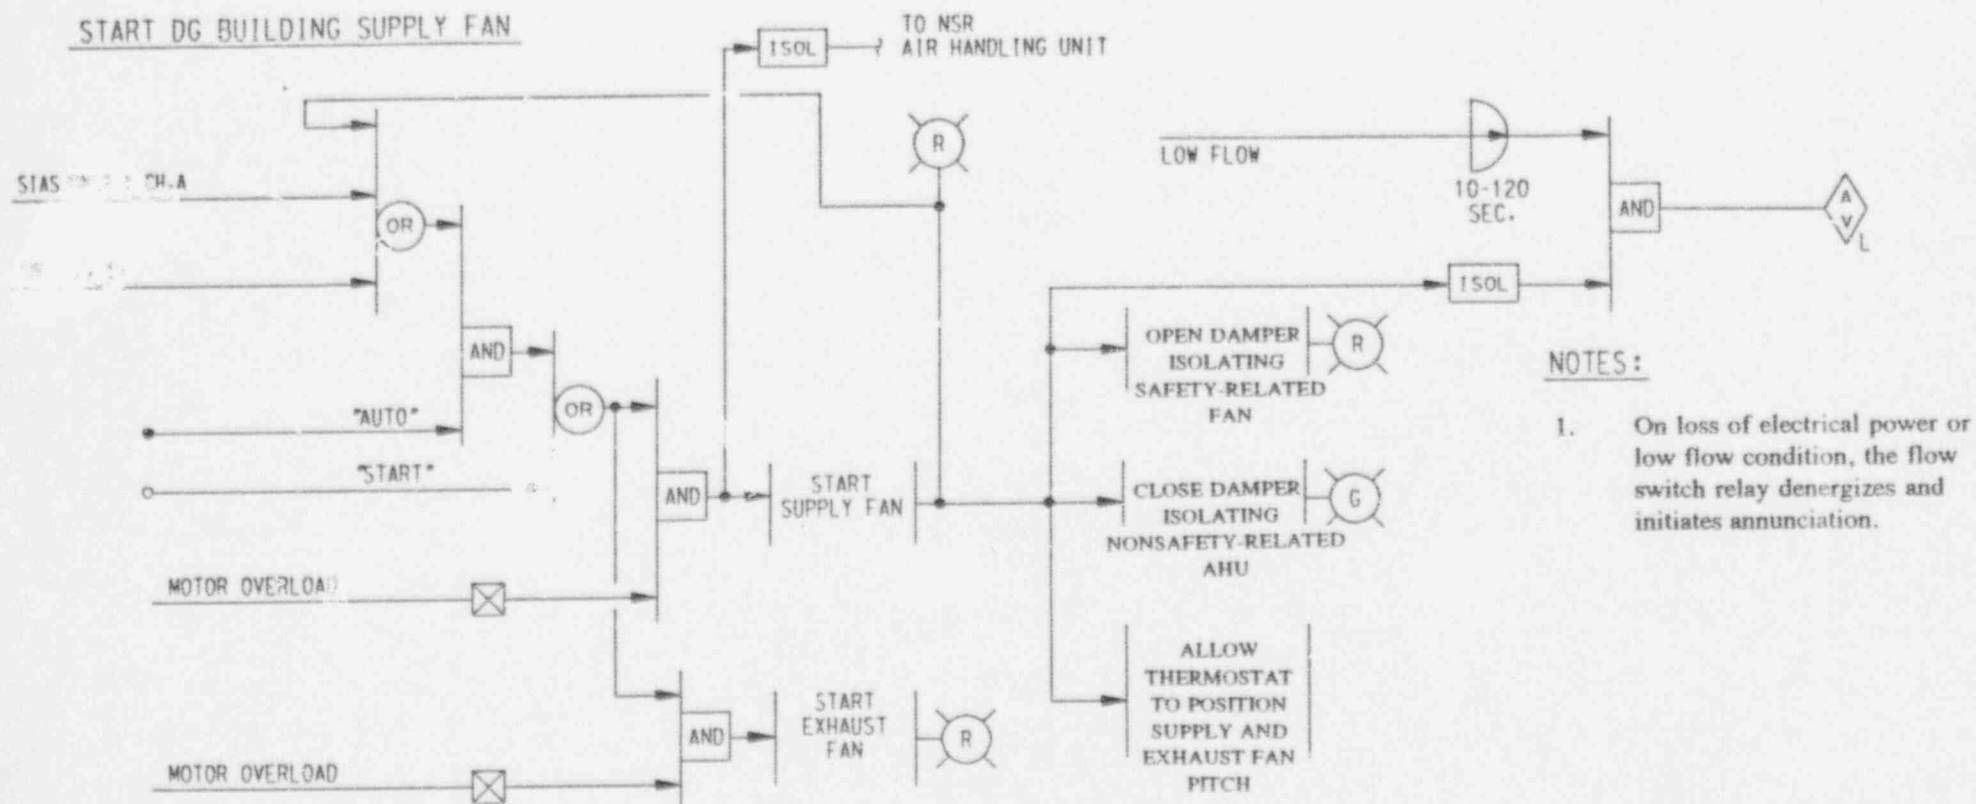 START DG BUILDING SUPPLY FAN
TO NSR
AIR HANDLING UNIT
ISOL
R
LOW FLOW
10-120
SEC.
AND
A
V
L
STAS CH.A
OR
ISOL
AND
OPEN DAMPER
ISOLATING
SAFETY-RELATED
FAN
R
NOTES:
1. On loss of electrical power or
low flow condition, the flow
switch relay denergizes and
initiates annunciation.
"AUTO"
OR
"START"
AND
START
SUPPLY FAN
CLOSE DAMPER
ISOLATING
NONSAFETY-RELATED
AHU
G
MOTOR OVERLOAD
ALLOW
THERMOSTAT
TO POSITION
SUPPLY AND
EXHAUST FAN
PITCH
AND
START
EXHAUST
FAN
R
MOTOR OVERLOAD